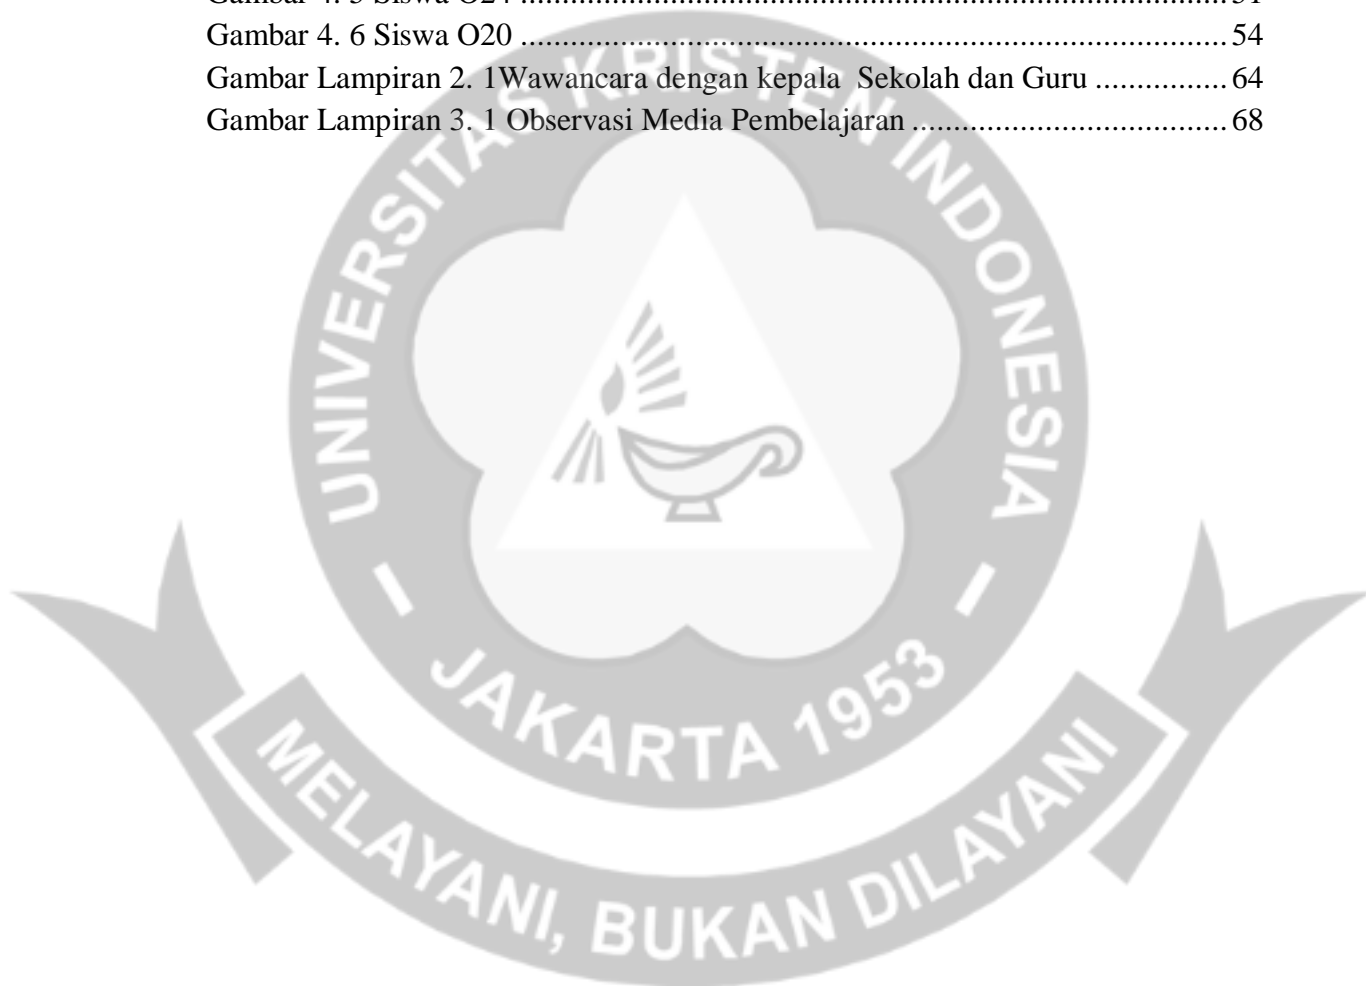 Gambar 4. 6 Siswa O20 ........................................................................................ 54
Gambar Lampiran 2. 1Wawancara dengan kepala  Sekolah dan Guru ................ 64
Gambar Lampiran 3. 1 Observasi Media Pembelajaran ...................................... 68
UNIVERSITAS KRISTEN INDONESIA
JAKARTA 1953
MELAYANI, BUKAN DILAYANI